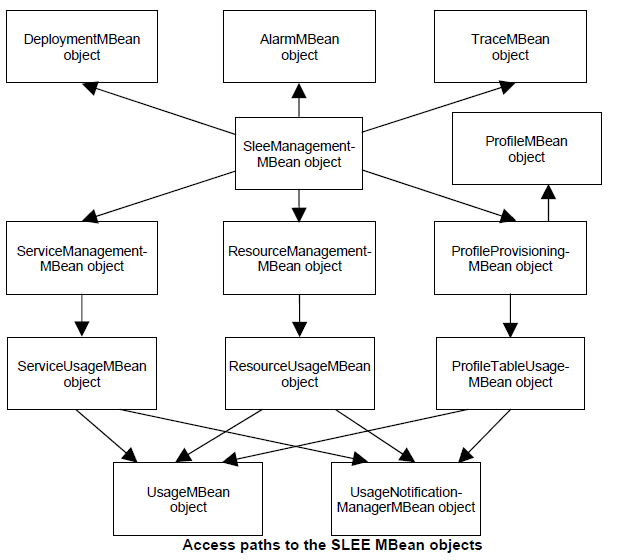 DeploymentMBean
object
AlarmMBean
object
TraceMBean
object
SleeManagement-
MBean object
ProfileMBean
object
ServiceManagement-
MBean object
ResourceManagement-
MBean object
ProfileProvisioning-
MBean object
ServiceUsageMBean
object
ResourceUsageMBean
object
ProfileTableUsage-
MBean object
UsageMBean
object
UsageNotification-
ManagerMBean object
Access paths to the SLEE MBean objects